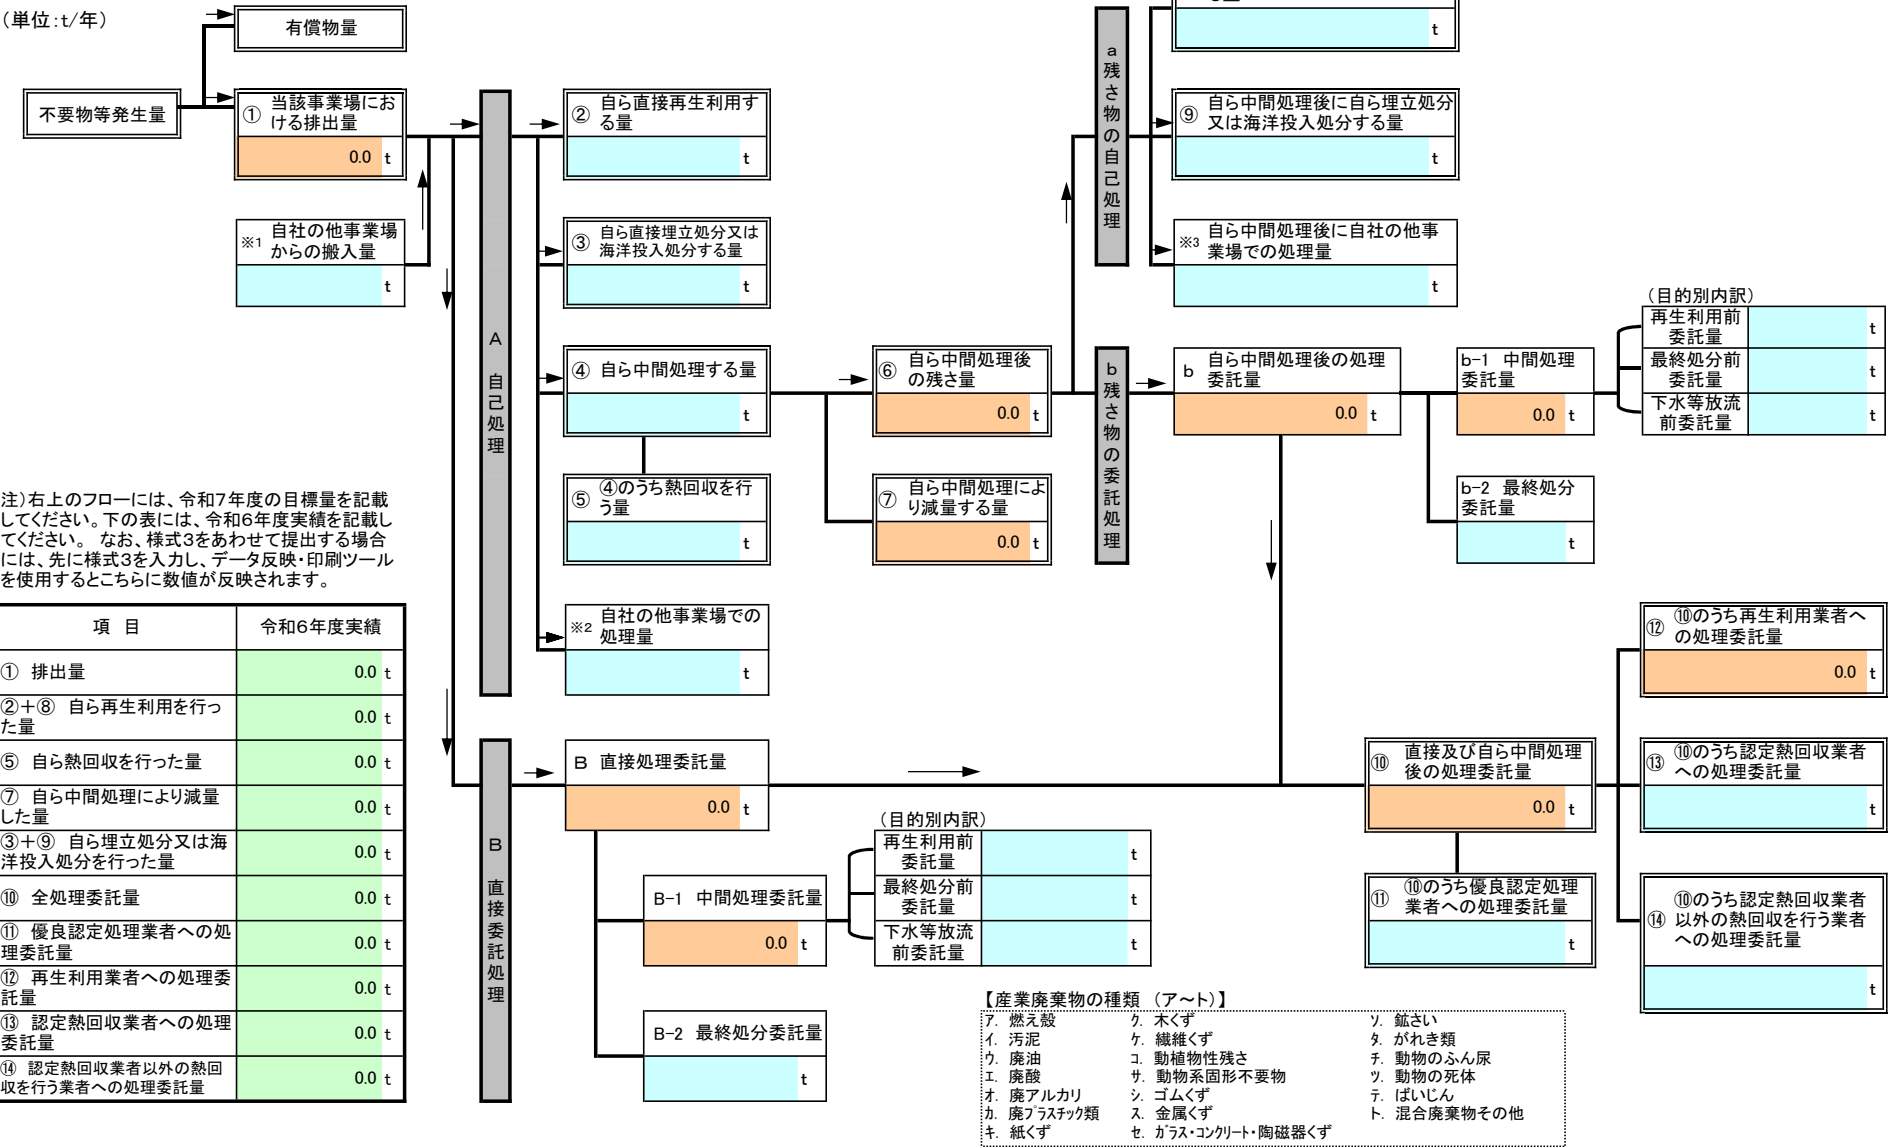 (単位:t/年)
有償物量
不要物等発生量
① 当該事業場にお
ける排出量
0.0 t
※1 自社の他事業場
からの搬入量
t
A 自己処理
② 自ら直接再生利用す
る量
t
③ 自ら直接埋立処分又は
海洋投入処分する量
t
④ 自ら中間処理する量
t
⑤ ④のうち熱回収を行
う量
t
※2 自社の他事業場での
処理量
t
⑥ 自ら中間処理後
の残さ量
0.0 t
⑦ 自ら中間処理によ
り減量する量
0.0 t
a 残さ物の自己処理
t
⑨ 自ら中間処理後に自ら埋立処分
又は海洋投入処分する量
t
※3 自ら中間処理後に自社の他事
業場での処理量
t
b 残さ物の委託処理
b 自ら中間処理後の処理
委託量
0.0 t
b-1 中間処理
委託量
0.0 t
(目的別内訳)
再生利用前
委託量
t
最終処分前
委託量
t
下水等放流
前委託量
t
b-2 最終処分
委託量
t
注)右上のフローには、令和7年度の目標量を記載
してください。下の表には、令和6年度実績を記載し
てください。 なお、様式3をあわせて提出する場合
には、先に様式3を入力し、データ反映・印刷ツール
を使用するとこちらに数値が反映されます。
項 目 令和6年度実績
① 排出量 0.0 t
②+⑧ 自ら再生利用を行っ
た量 0.0 t
⑤ 自ら熱回収を行った量 0.0 t
⑦ 自ら中間処理により減量
した量 0.0 t
③+⑨ 自ら埋立処分又は海
洋投入処分を行った量 0.0 t
⑩ 全処理委託量 0.0 t
⑪ 優良認定処理業者への処
理委託量 0.0 t
⑫ 再生利用業者への処理委
託量 0.0 t
⑬ 認定熱回収業者への処理
委託量 0.0 t
⑭ 認定熱回収業者以外の熱回
収を行う業者への処理委託量 0.0 t
B 直接委託処理
B 直接処理委託量
0.0 t
B-1 中間処理委託量
0.0 t
(目的別内訳)
再生利用前
委託量
t
最終処分前
委託量
t
下水等放流
前委託量
t
B-2 最終処分委託量
t
⑩ 直接及び自ら中間処理
後の処理委託量
0.0 t
⑪ ⑩のうち優良認定処理
業者への処理委託量
t
⑫ ⑩のうち再生利用業者へ
の処理委託量
0.0 t
⑬ ⑩のうち認定熱回収業者
への処理委託量
t
⑭ ⑩のうち認定熱回収業者
以外の熱回収を行う業者
への処理委託量
t
【産業廃棄物の種類 (ア~ト)】
ア. 燃え殻 ク. 木くず ソ. 鉱さい
イ. 汚泥 ケ. 繊維くず タ. がれき類
ウ. 廃油 コ. 動植物性残さ チ. 動物のふん尿
エ. 廃酸 サ. 動物系固形不要物 ツ. 動物の死体
オ. 廃アルカリ シ. ゴムくず テ. ばいじん
カ. 廃プラスチック類 ス. 金属くず ト. 混合廃棄物その他
キ. 紙くず セ. ガラス・コンクリート・陶磁器くず